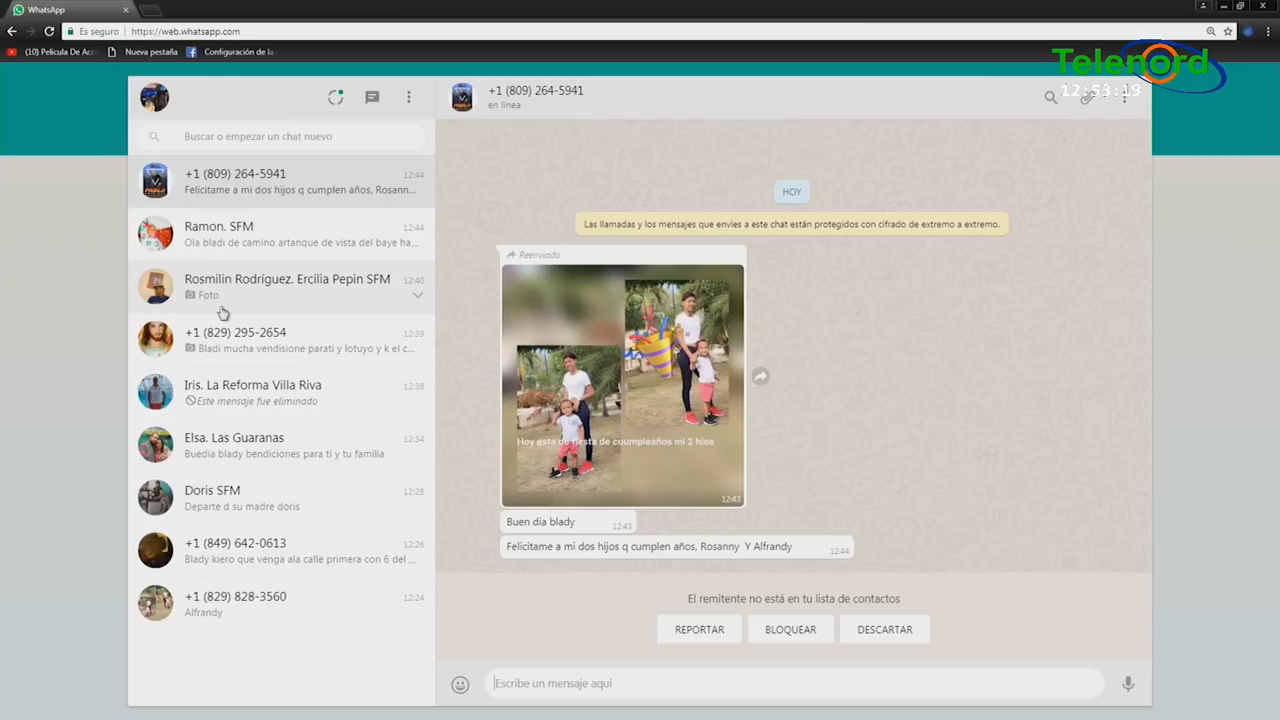 WhatsApp
Es seguro
https://web.whatsapp.com
(10) Pelicula De Acc
Nueva pestaña
Configuración de la
Telenord
12:53:19
Buscar o empezar un chat nuevo
+1 (809) 264-5941
12:44
Felicitame a mi dos hijos q cumplen años, Rosann...
Ramon. SFM
12:44
Ola bladi de camino artanque de vista del baye ha...
Rosmilin Rodríguez. Ercilia Pepin SFM
12:40
Foto
+1 (829) 295-2654
12:39
Bladi mucha vendisione parati y lotuyo y k el c...
Iris. La Reforma Villa Riva
12:38
Este mensaje fue eliminado
Elsa. Las Guaranas
12:34
Buedia blady bendiciones para ti y tu familia
Doris SFM
12:28
Departe d su madre doris
+1 (849) 642-0613
12:26
Blady kiero que venga ala calle primera con 6 del ...
+1 (829) 828-3560
12:24
Alfrandy
+1 (809) 264-5941
en línea
HOY
Las llamadas y los mensajes que envíes a este chat están protegidos con cifrado de extremo a extremo.
Reenviado
Hoy esta de fiesta de cuumpleaños mi 2 hios
12:43
Buen dia blady
12:43
Felicitame a mi dos hijos q cumplen años, Rosanny Y Alfrandy
12:44
El remitente no está en tu lista de contactos
REPORTAR
BLOQUEAR
DESCARTAR
Escribe un mensaje aquí